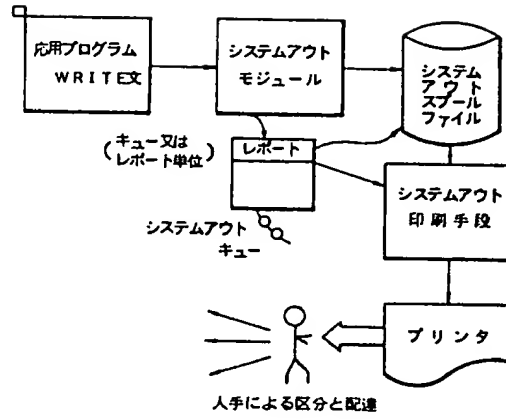 応用プログラム
WRITE文
システムアウト
モジュール
システム
アウト
スプール
ファイル
(キュー又は
レポート単位)
レポート
システムアウト
キュー
システムアウト
印刷手段
プリンタ
人手による区分と配達